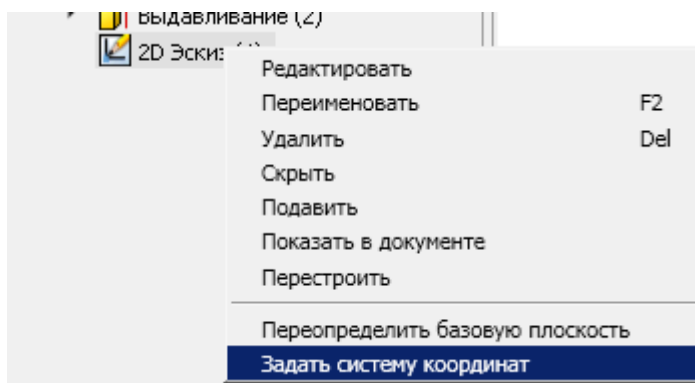 Выдавливание (2)
2D Эскиз
Редактировать
Переименовать F2
Удалить Del
Скрыть
Подавить
Показать в документе
Перестроить
Переопределить базовую плоскость
Задать систему координат